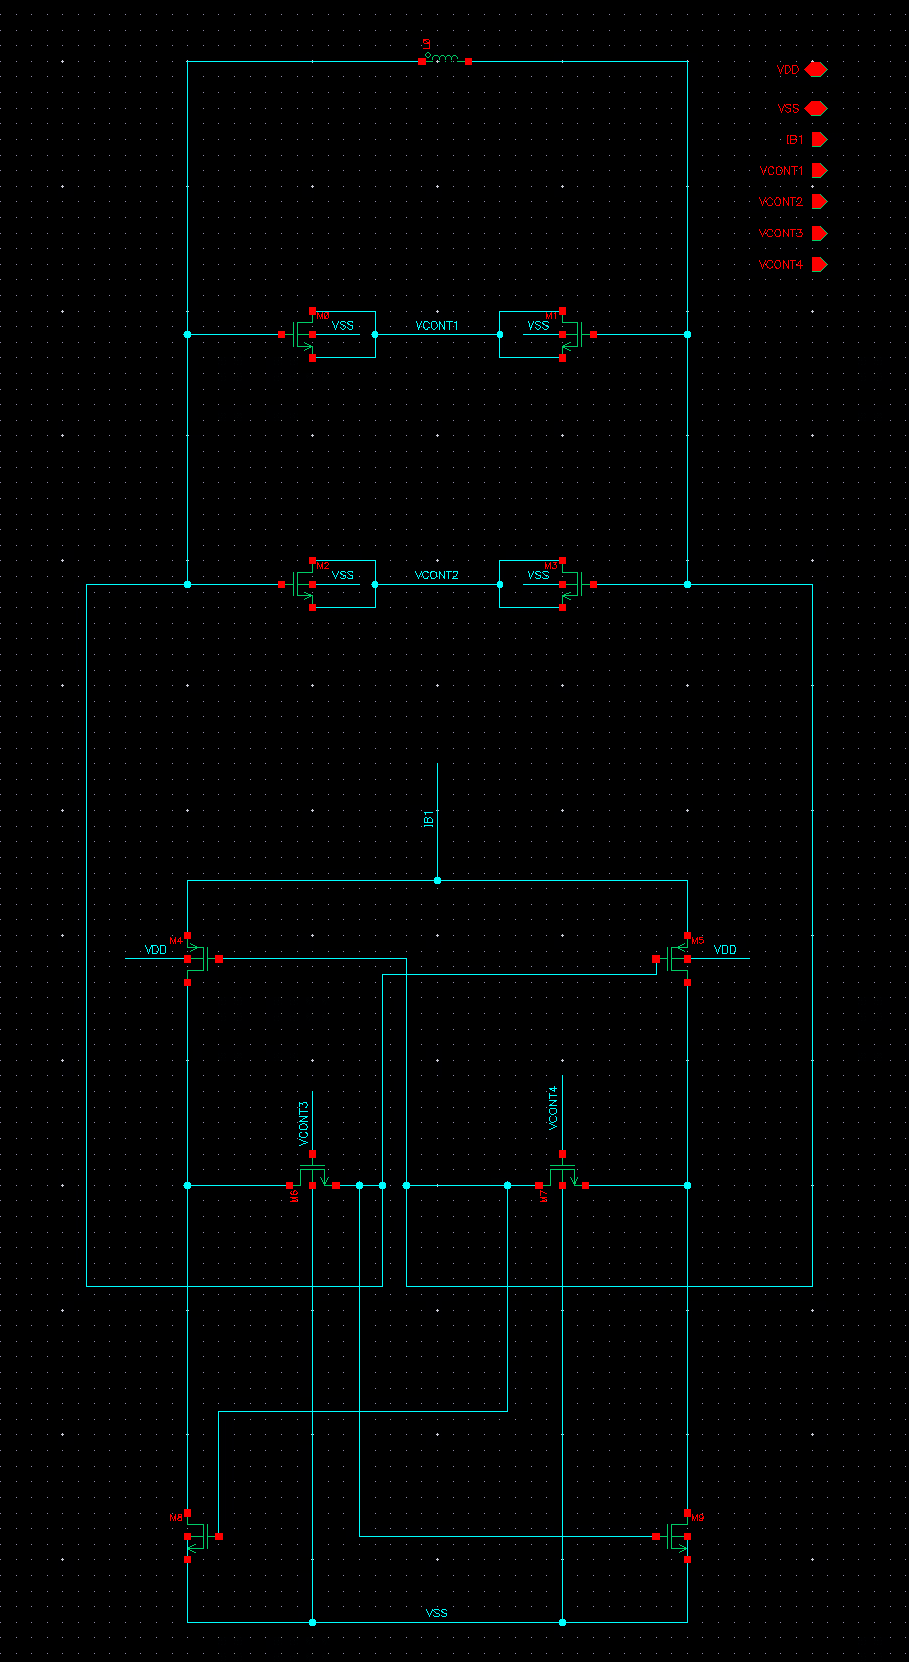 L0
VDD
VSS
IB1
VCONT1
VCONT2
VCONT3
VCONT4
M0
VSS
VCONT1
VSS
M1
M2
VSS
VCONT2
VSS
M3
IB1
M4
VDD
M5
VDD
VCONT3
VCONT4
M6
M7
M8
M9
VSS